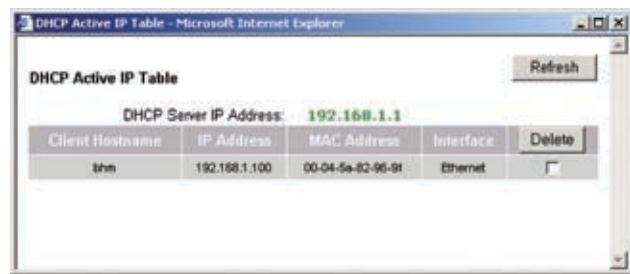 DHCP Active IP Table - Microsoft Internet Explorer
Refresh
DHCP Active IP Table
DHCP Server IP Address: 192.168.1.1
Client Hostname IP Address MAC Address Interface Delete
bhm 192.168.1.100 00-04-5a-82-96-9f Ethernet